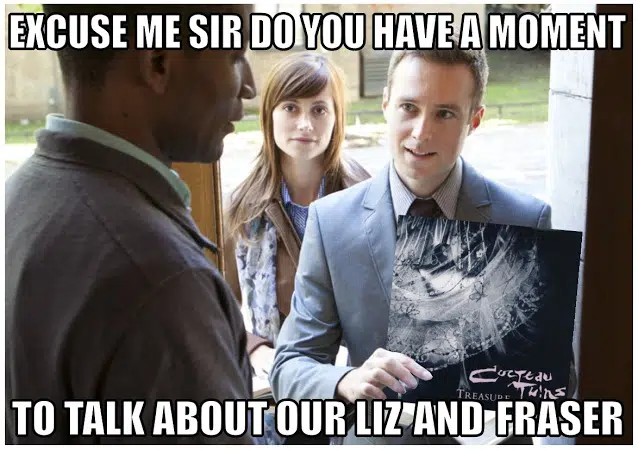 EXCUSE ME SIR DO YOU HAVE A MOMENT
Cocteau
Twins
TREASURE
TO TALK ABOUT OUR LIZ AND FRASER